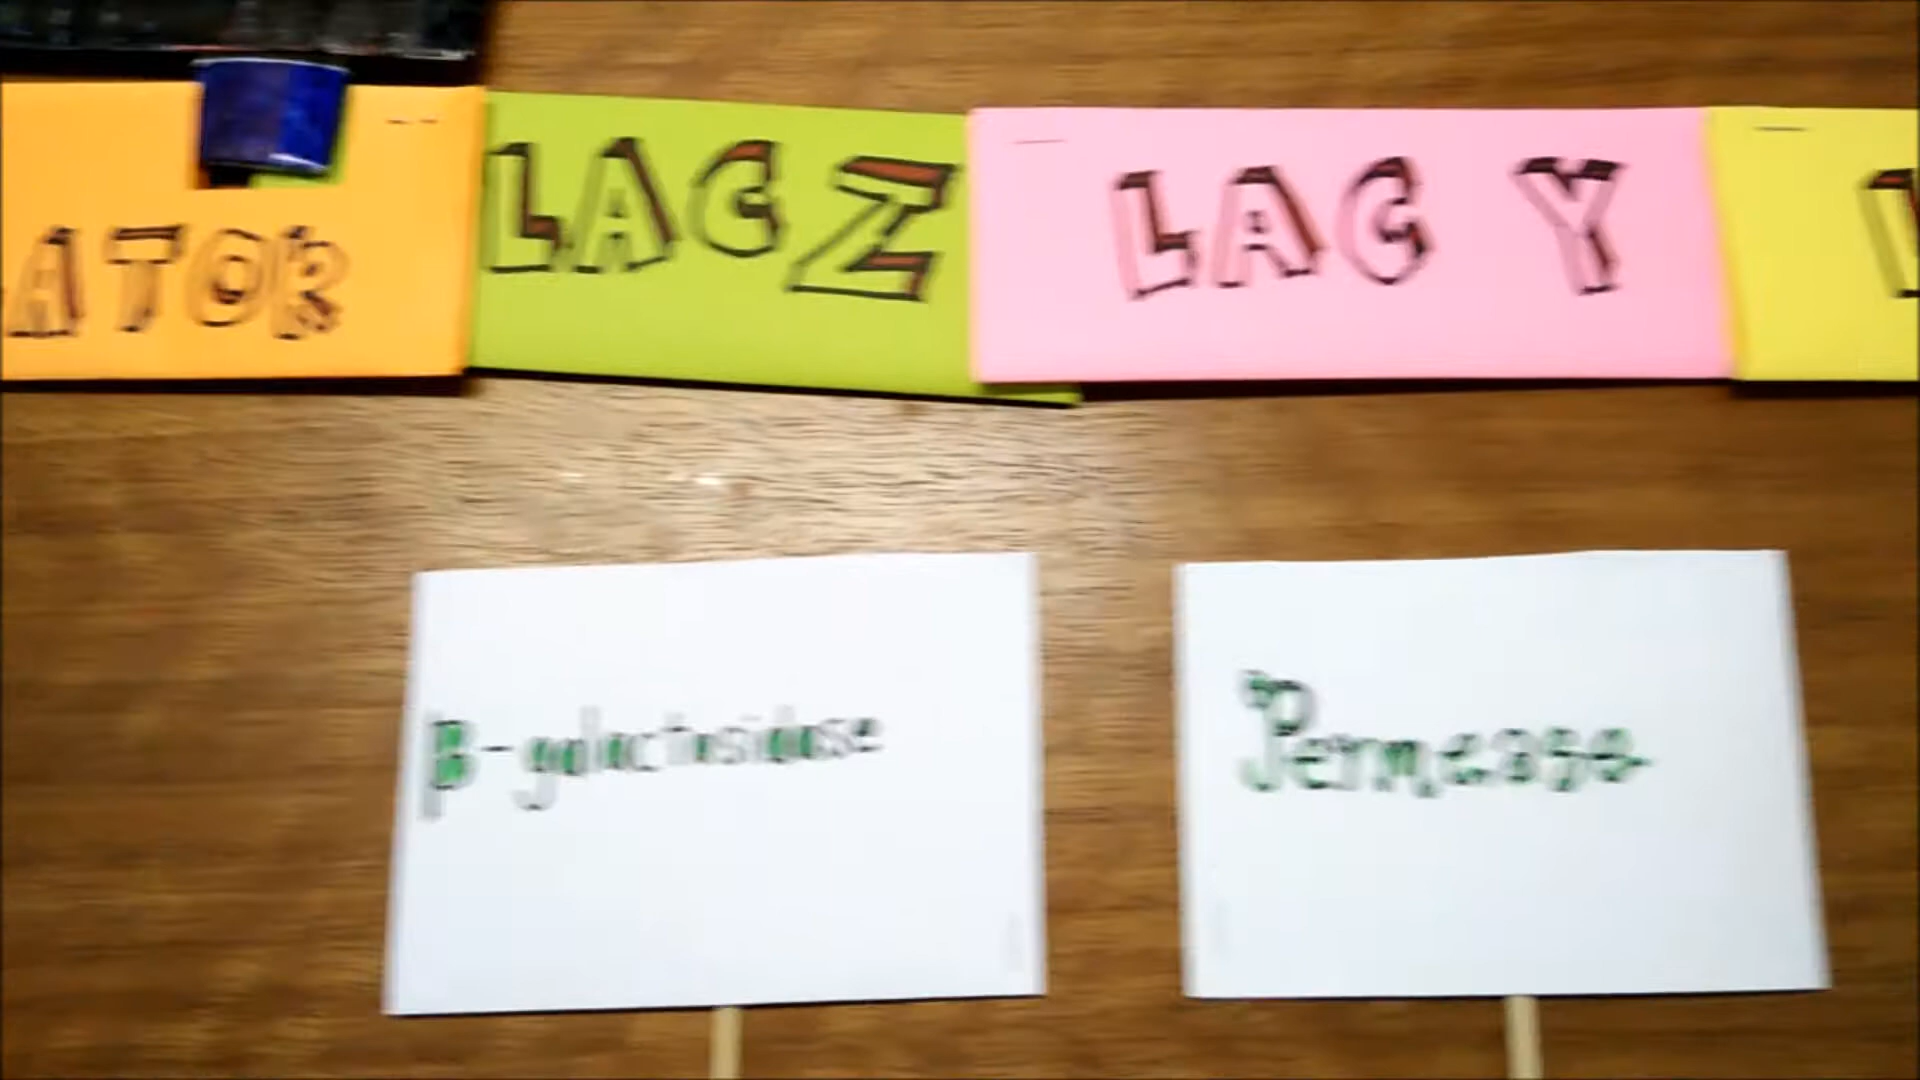 ATOR
LAC Z
LAC Y
β-galactosidase
Permease